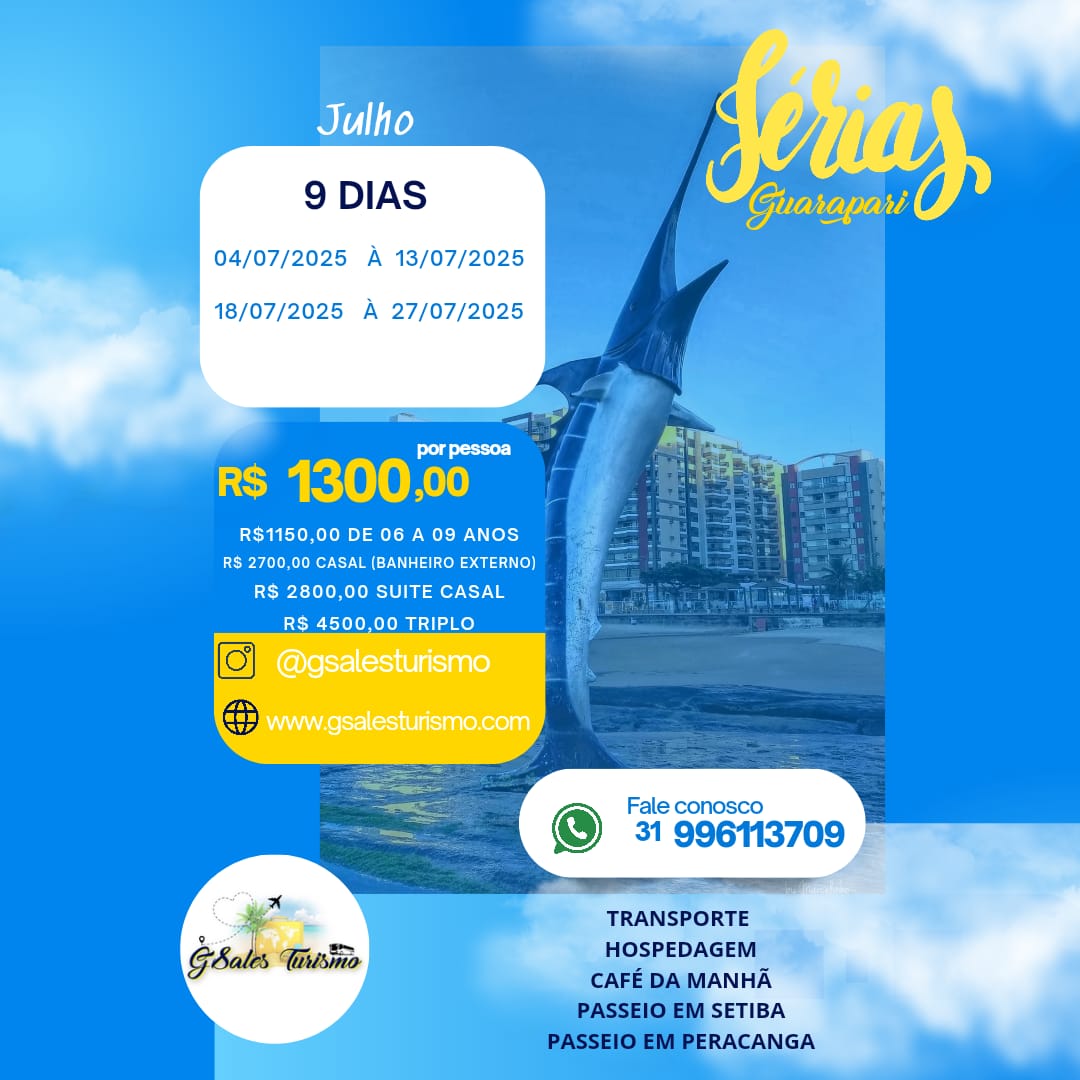 Férias
Guarapari
Julho
9 DIAS
04/07/2025 À 13/07/2025
18/07/2025 À 27/07/2025
por pessoa
R$ 1300,00
R$1150,00 DE 06 A 09 ANOS
R$ 2700,00 CASAL (BANHEIRO EXTERNO)
R$ 2800,00 SUITE CASAL
R$ 4500,00 TRIPLO
@gsalesturismo
www.gsalesturismo.com
Fale conosco
31 996113709
GSales Turismo
TRANSPORTE
HOSPEDAGEM
CAFÉ DA MANHÃ
PASSEIO EM SETIBA
PASSEIO EM PERACANGA